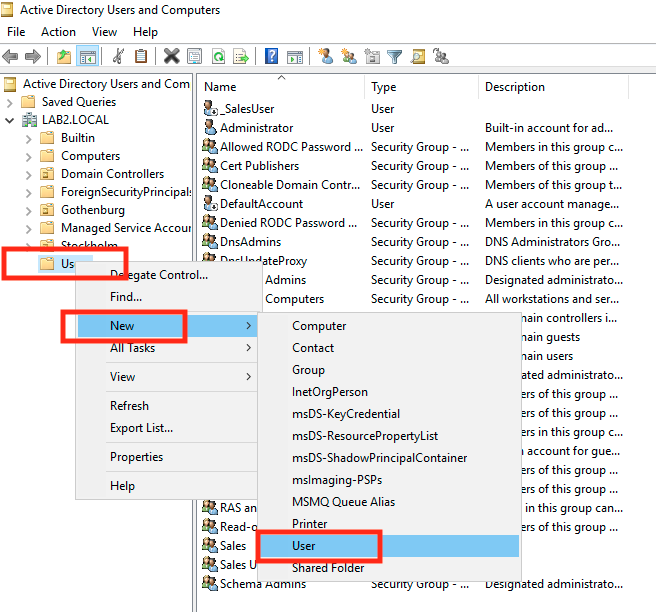 Active Directory Users and Computers
File Action View Help
Active Directory Users and Com
Saved Queries
LAB2.LOCAL
Builtin
Computers
Domain Controllers
ForeignSecurityPrincipals
Gothenburg
Managed Service Accour
Stockholm
Us
Name Type Description
_SalesUser User
Administrator User Built-in account for ad...
Allowed RODC Password ... Security Group - ... Members in this group c...
Cert Publishers Security Group - ... Members of this group ...
Cloneable Domain Contr... Security Group - ... Members of this group t...
DefaultAccount User A user account manage...
Denied RODC Password ... Security Group - ... Members in this group c...
DnsAdmins Security Group - ... DNS Administrators Gro...
DnsUpdateProxy Security Group - ... DNS clients who are per...
Admins Security Group - ... Designated administrato...
Computers Security Group - ... All workstations and ser...
main controllers i...
main guests
main users
nated administrato...
ers of this group ...
ers of this group ...
ers in this group c...
account for gue...
ers of this group ...
ers of this group ...
RAS an in this group can...
Read-o ers of this group ...
Sales
Sales U
Schema Admins Security Group - ... Designated administrato...
Delegate Control...
Find...
New
All Tasks
View
Refresh
Export List...
Properties
Help
Computer
Contact
Group
InetOrgPerson
msDS-KeyCredential
msDS-ResourcePropertyList
msDS-ShadowPrincipalContainer
msImaging-PSPs
MSMQ Queue Alias
Printer
User
Shared Folder